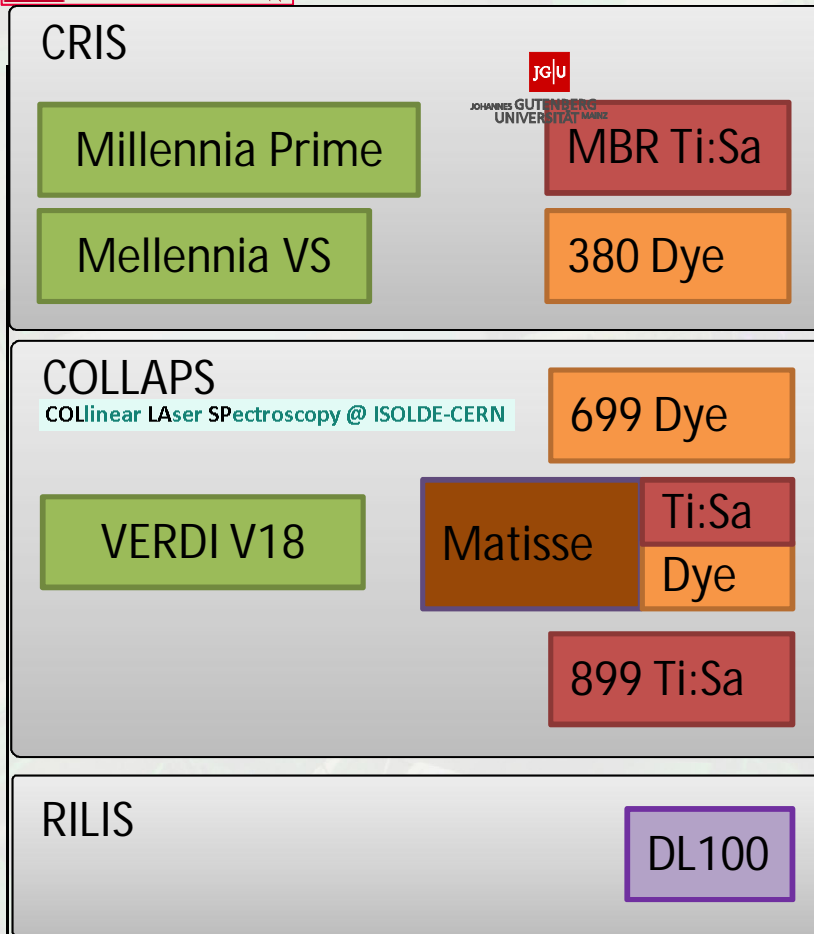 CRIS
JG|U
JOHANNES GUTENBERG
UNIVERSITÄT MAINZ
Millennia Prime
MBR Ti:Sa
Mellennia VS
380 Dye
COLLAPS
COLlinear LAser SPectroscopy @ ISOLDE-CERN
699 Dye
VERDI V18
Matisse
Ti:Sa
Dye
899 Ti:Sa
RILIS
DL100